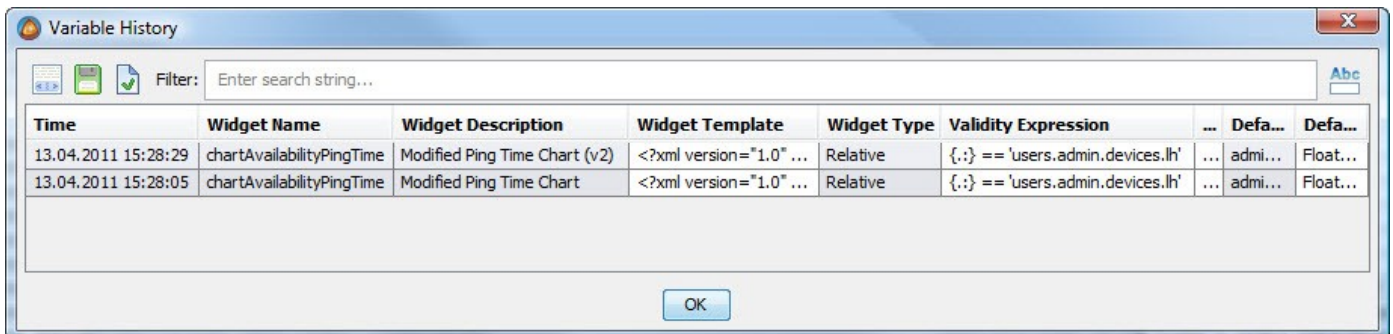 Variable History
Filter: Enter search string... Abc
Time Widget Name Widget Description Widget Template Widget Type Validity Expression ... Defa... Defa...
13.04.2011 15:28:29 chartAvailabilityPingTime Modified Ping Time Chart (v2) <?xml version="1.0" ... Relative {.:} == 'users.admin.devices.lh' ... admi... Float...
13.04.2011 15:28:05 chartAvailabilityPingTime Modified Ping Time Chart <?xml version="1.0" ... Relative {.:} == 'users.admin.devices.lh' ... admi... Float...
OK